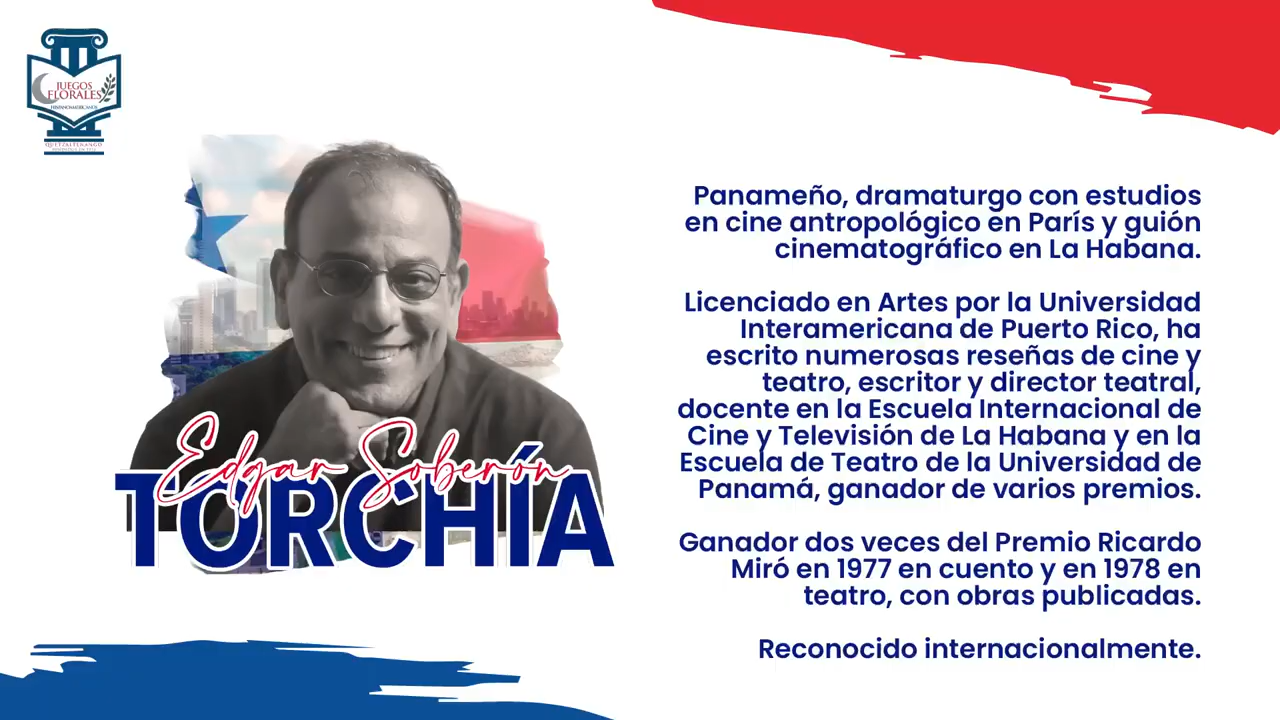 JUEGOS
FLORALES
HISPANOAMERICANOS
QUETZALTENANGO
Edgar Soberón
TORCHÍA
Panameño, dramaturgo con estudios
en cine antropológico en París y guión
cinematográfico en La Habana.
Licenciado en Artes por la Universidad
Interamericana de Puerto Rico, ha
escrito numerosas reseñas de cine y
teatro, escritor y director teatral,
docente en la Escuela Internacional de
Cine y Televisión de La Habana y en la
Escuela de Teatro de la Universidad de
Panamá, ganador de varios premios.
Ganador dos veces del Premio Ricardo
Miró en 1977 en cuento y en 1978 en
teatro, con obras publicadas.
Reconocido internacionalmente.